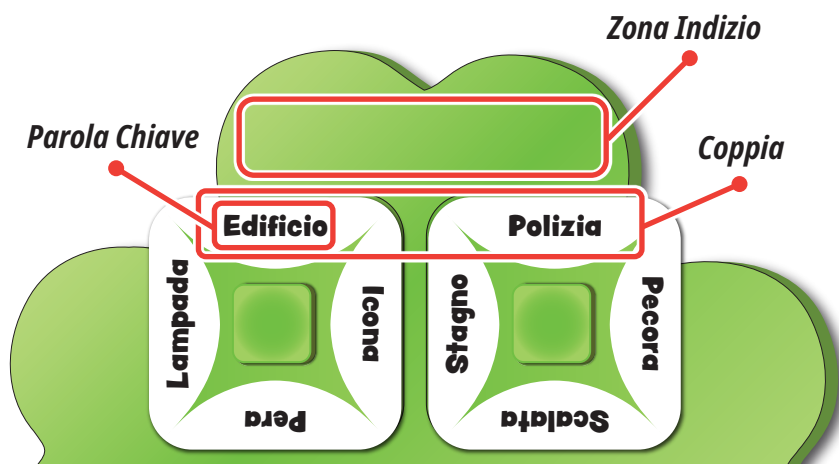 Zona Indizio
Parola Chiave
Coppia
Edificio
Polizia
Lampada
Icona
Stagno
Pecora
Pera
Scalata